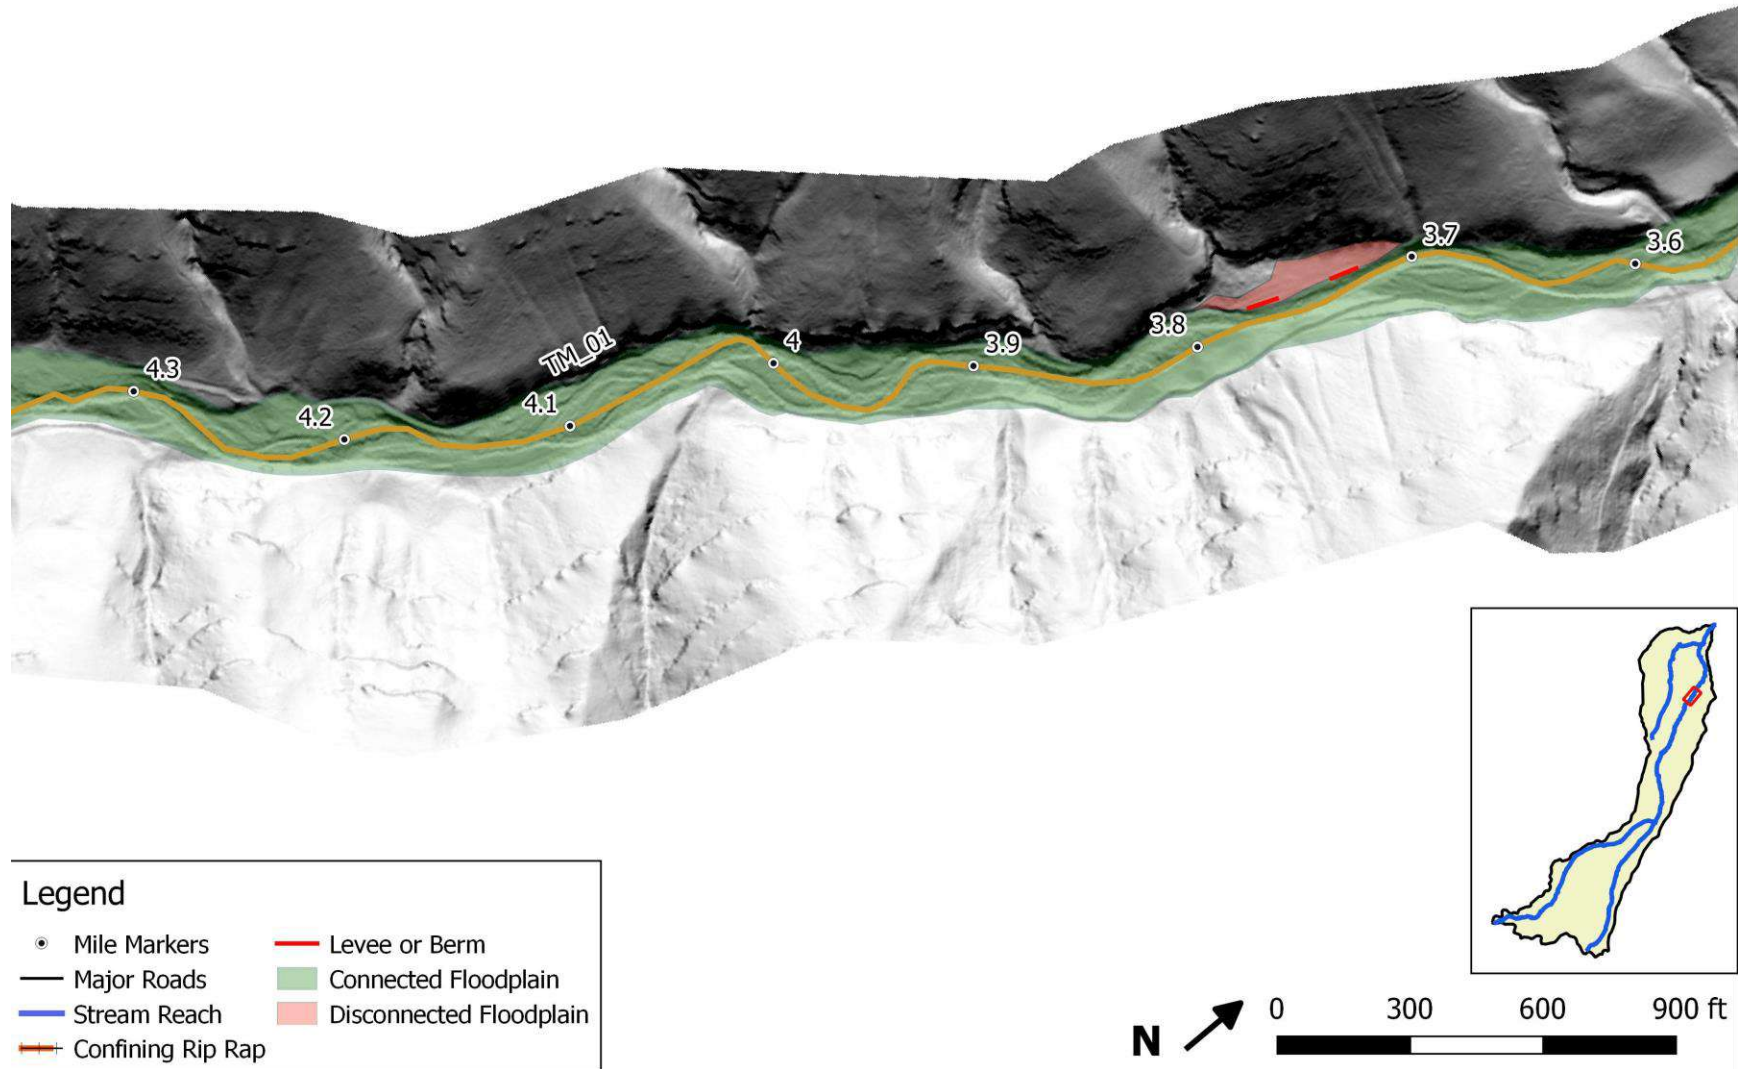 3.7
3.6
3.8
3.9
4
TM_01
4.3
4.2
4.1
Legend
Mile Markers
Major Roads
Stream Reach
Confining Rip Rap
Levee or Berm
Connected Floodplain
Disconnected Floodplain
N
0 300 600 900 ft